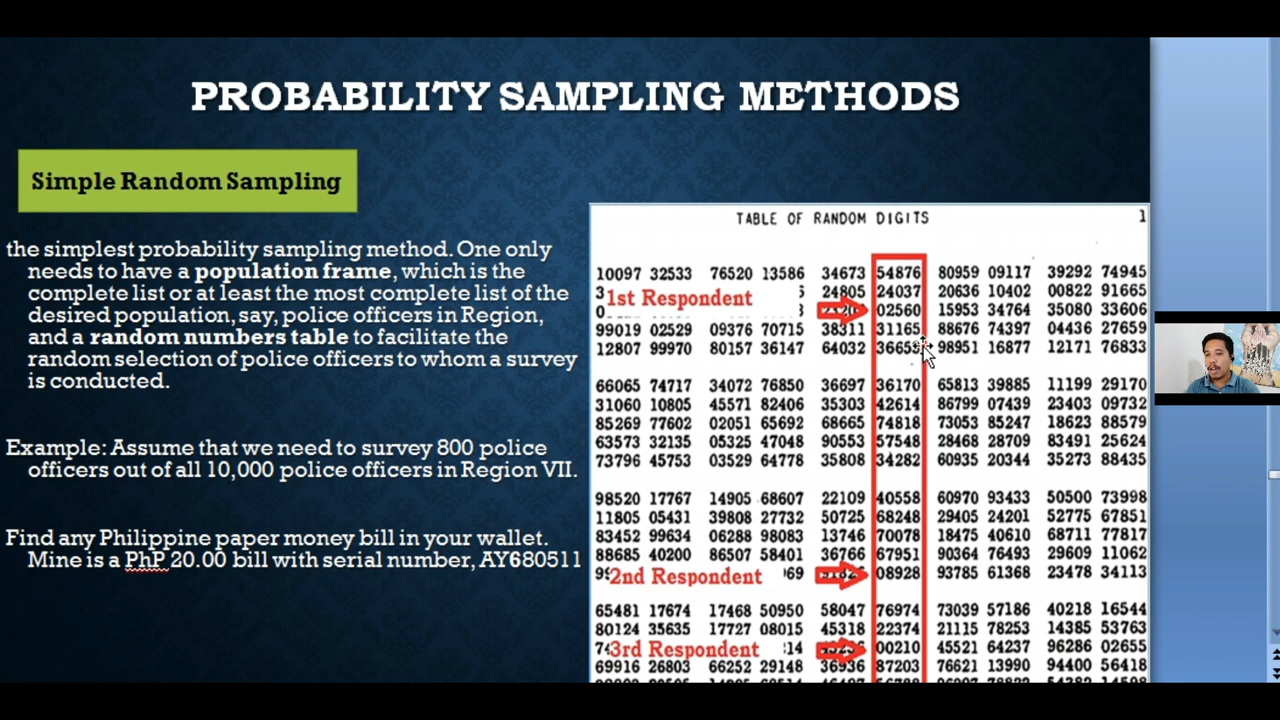 PROBABILITY SAMPLING METHODS
Simple Random Sampling
the simplest probability sampling method. One only
needs to have a population frame, which is the
complete list or at least the most complete list of the
desired population, say, police officers in Region,
and a random numbers table to facilitate the
random selection of police officers to whom a survey
is conducted.
Example: Assume that we need to survey 800 police
officers out of all 10,000 police officers in Region VII.
Find any Philippine paper money bill in your wallet.
Mine is a PhP 20.00 bill with serial number, AY680511
TABLE OF RANDOM DIGITS 1
10097 32533 76520 13586 34673 54876 80959 09117 39292 74945
1st Respondent 24805 24037 20636 10402 00822 91665
02560 15953 34764 35080 33606
99019 02529 09376 70715 38311 31165 88676 74397 04436 27659
12807 99970 80157 36147 64032 36653 98951 16877 12171 76833
66065 74717 34072 76850 36697 36170 65813 39885 11199 29170
31060 10805 45571 82406 35303 42614 86799 07439 23403 09732
85269 77602 02051 65692 68665 74818 73053 85247 18623 88579
63573 32135 05325 47048 90553 57548 28468 28709 83491 25624
73796 45753 03529 64778 35808 34282 60935 20344 35273 88435
98520 17767 14905 68607 22109 40558 60970 93433 50500 73998
11805 05431 39808 27732 50725 68248 29405 24201 52775 67851
83452 99634 06288 98083 13746 70078 18475 40610 68711 77817
88685 40200 86507 58401 36766 67951 90364 76493 29609 11062
2nd Respondent 08928 93785 61368 23478 34113
65481 17674 17468 50950 58047 76974 73039 57186 40218 16544
80124 35635 17727 08015 45318 22374 21115 78253 14385 53763
3rd Respondent 00210 45521 64237 96286 02655
69916 26803 66252 29148 36936 87203 76621 13990 94400 56418